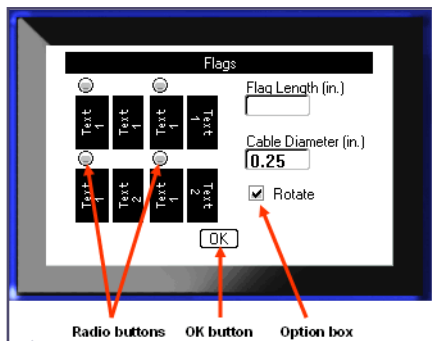 Flags
Flag Length (in.)
Text 1
Text 1
Text 1
Text 1
Cable Diameter (in.)
0.25
Text 1
Text 2
Text 1
Text 2
Rotate
OK
Radio buttons OK button Option box